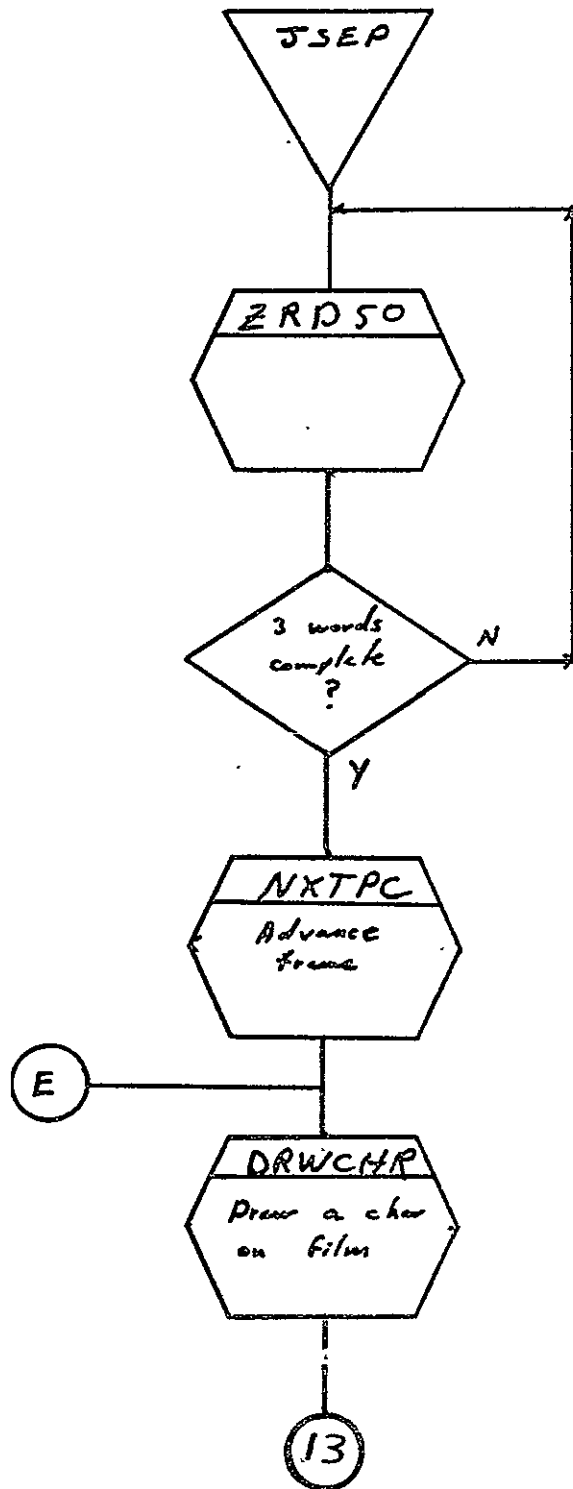 JSEP
ZRD50
3 words
complete
?
N
Y
NXTPC
Advance
frame
E
DRWCHR
Draw a char
on film
13